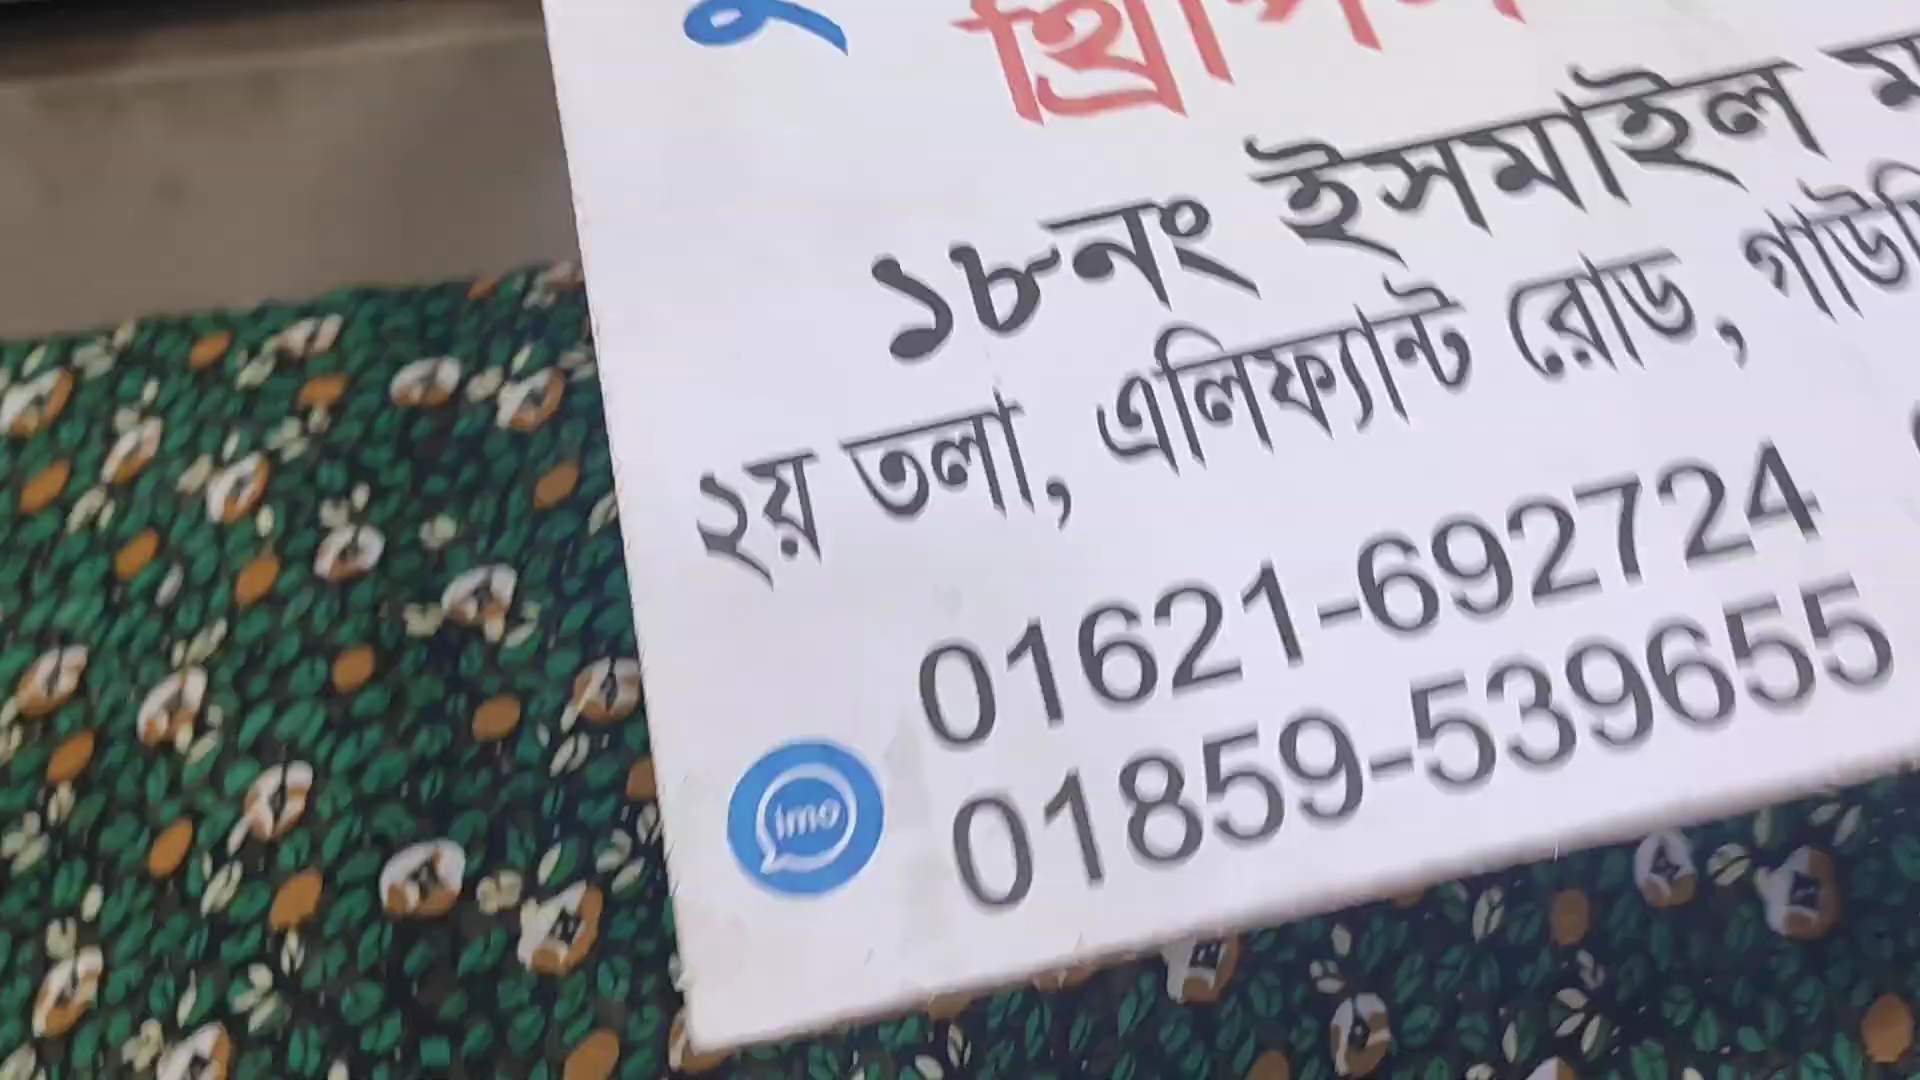 থ্রিপিস
১৮নং ইসমাইল
২য় তলা, এলিফ্যান্ট রোড,
01621-692724
imo
01859-539655